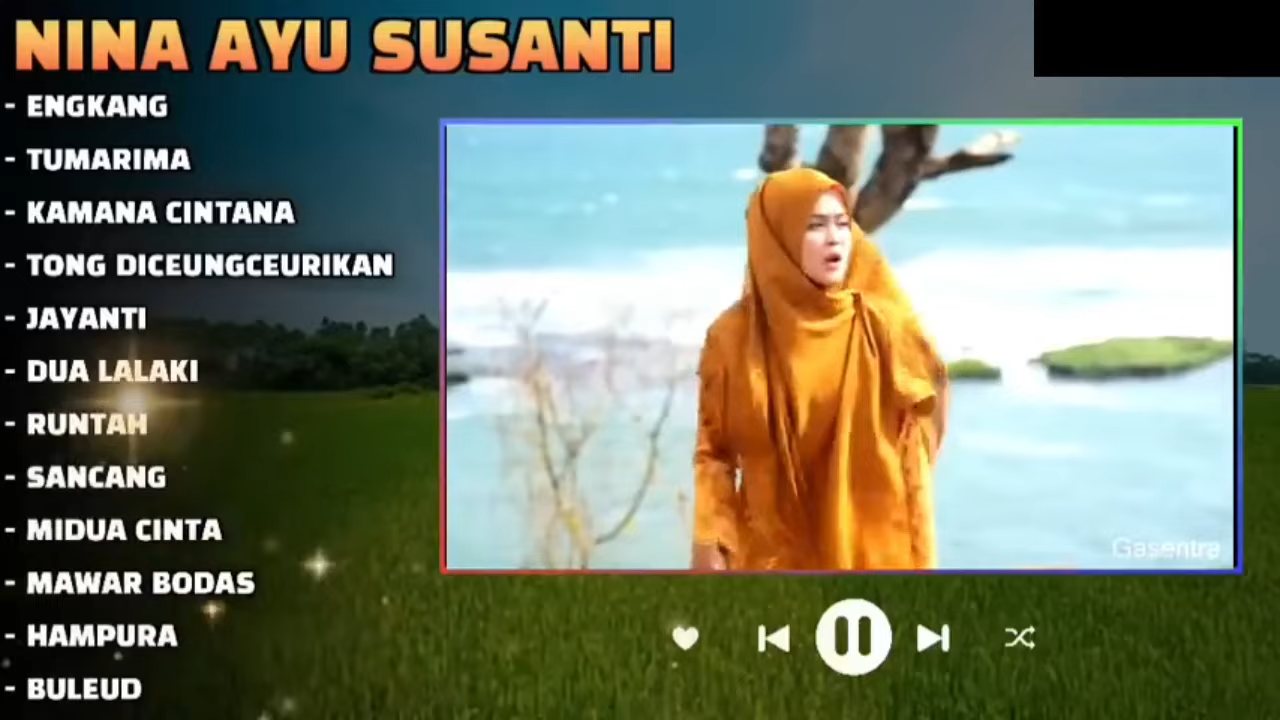 NINA AYU SUSANTI
- ENGKANG
- TUMARIMA
- KAMANA CINTANA
- TONG DICEUNGCEURIKAN
- JAYANTI
- DUA LALAKI
- RUNTAH
- SANCANG
- MIDUA CINTA
- MAWAR BODAS
- HAMPURA
- BULEUD
Gasentra